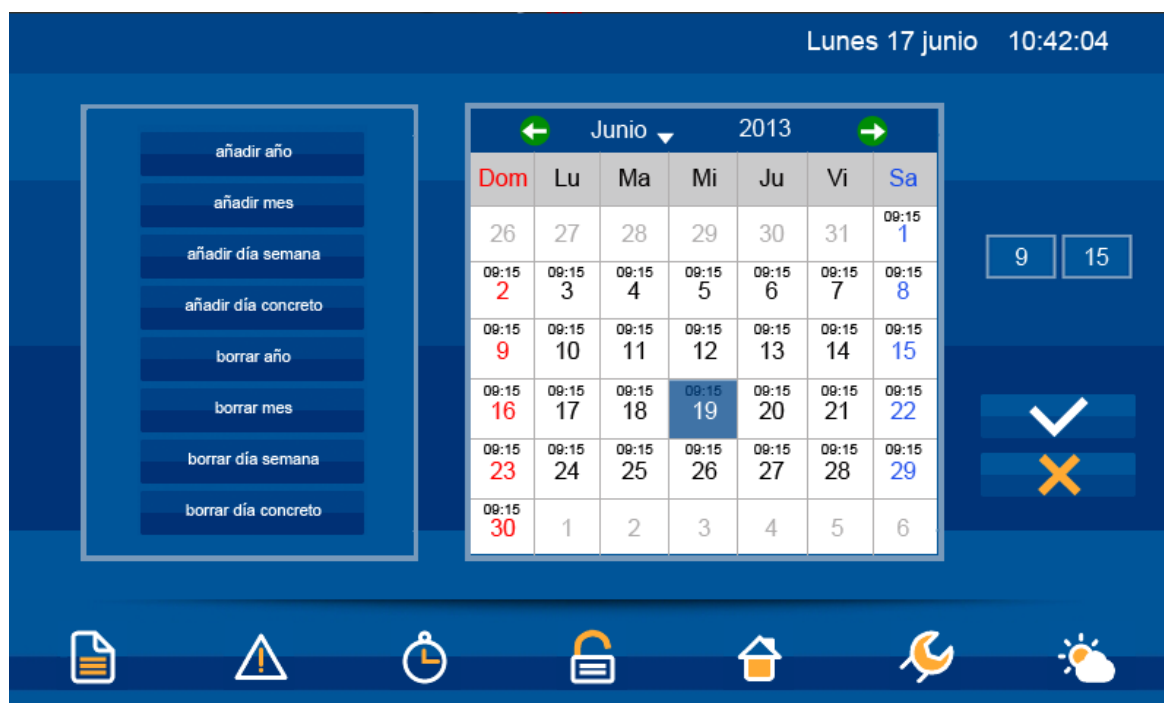 Lunes 17 junio 10:42:04
añadir año
añadir mes
añadir día semana
añadir día concreto
borrar año
borrar mes
borrar día semana
borrar día concreto
Junio 2013
Dom Lu Ma Mi Ju Vi Sa
09:15
26 27 28 29 30 31 1
09:15 09:15 09:15 09:15 09:15 09:15 09:15
2 3 4 5 6 7 8
09:15 09:15 09:15 09:15 09:15 09:15 09:15
9 10 11 12 13 14 15
09:15 09:15 09:15 09:15 09:15 09:15 09:15
16 17 18 19 20 21 22
09:15 09:15 09:15 09:15 09:15 09:15 09:15
23 24 25 26 27 28 29
09:15
30 1 2 3 4 5 6
9 15